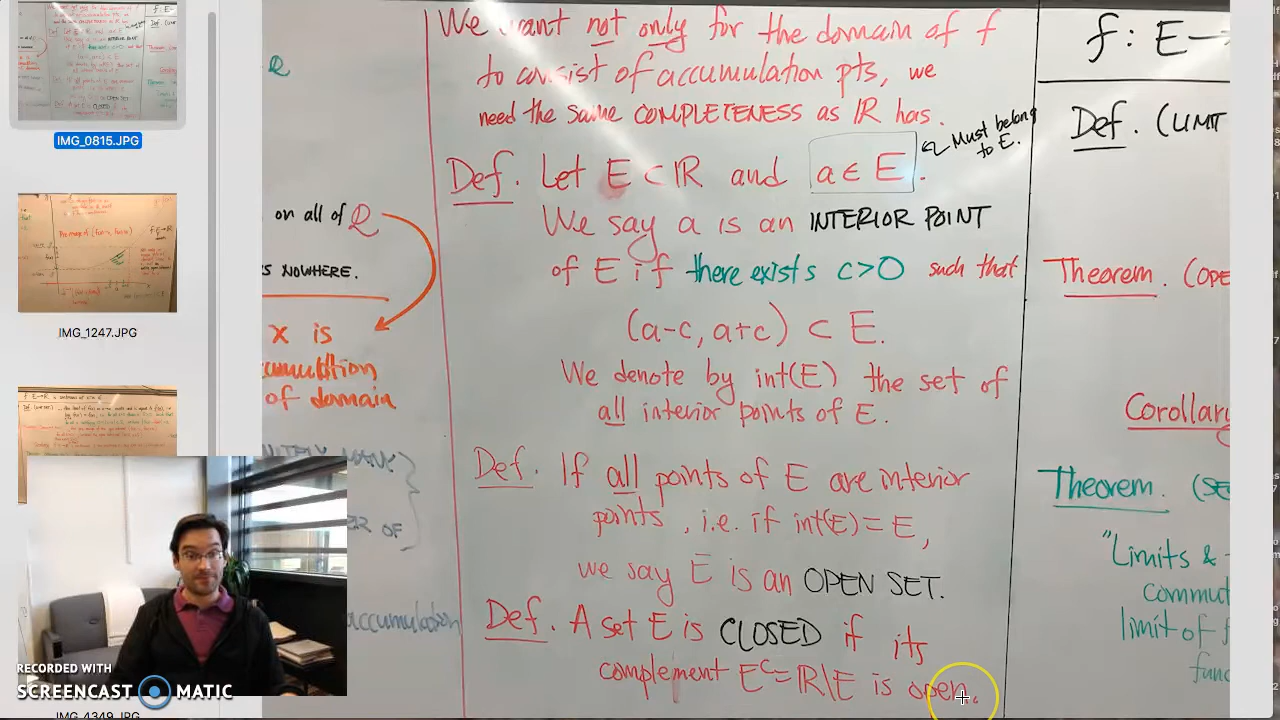 We want not only for the domain of f
to consist of accumulation pts, we
need the same COMPLETENESS as ℝ has.
Def. Let E ⊂ ℝ and a ∈ E.
Must belong
to E.
We say a is an INTERIOR POINT
of E if there exists c>0 such that
(a-c, a+c) ⊂ E.
We denote by int(E) the set of
all interior points of E.
Def. If all points of E are interior
points, i.e. if int(E) = E,
we say E is an OPEN SET.
Def. A set E is CLOSED if its
complement Eᶜ = ℝ\E is open.
on all of
NOWHERE.
x is
of domain
ER OF
accumulation
f: E→
Def. (LIMIT
Theorem. (OPE
Corollary
Theorem. (SE
"Limits &
commut
limit of f
func
IMG_0815.JPG
IMG_1247.JPG
IMG_4349.JPG
RECORDED WITH
SCREENCAST MATIC